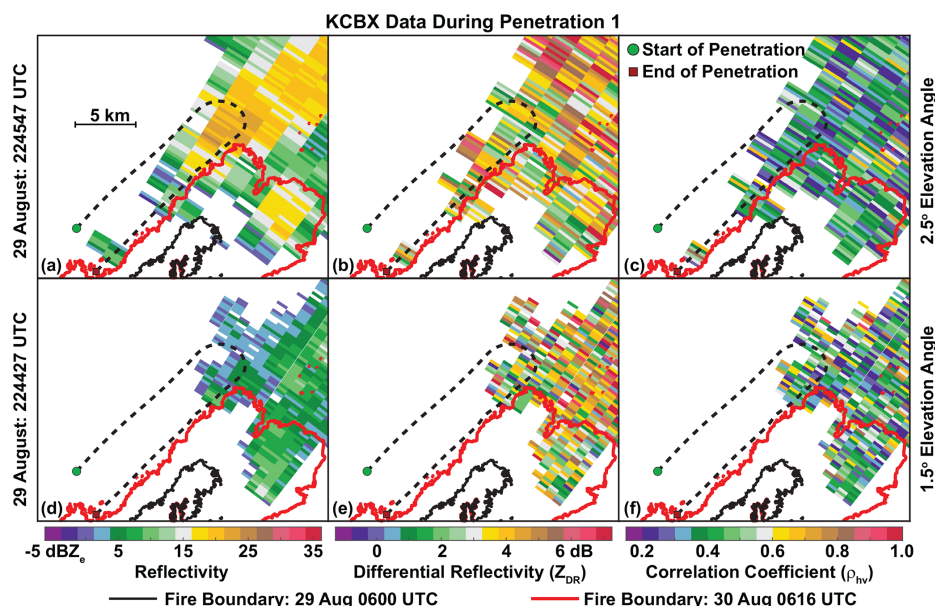 KCBX Data During Penetration 1
29 August: 224547 UTC
5 km
(a)
(b)
Start of Penetration
End of Penetration
(c)
2.5º Elevation Angle
29 August: 224427 UTC
(d)
(e)
(f)
1.5º Elevation Angle
-5 dBZe 5 15 25 35
Reflectivity
0 2 4 6 dB
Differential Reflectivity (ZDR)
0.2 0.4 0.6 0.8 1.0
Correlation Coefficient (ρhv)
Fire Boundary: 29 Aug 0600 UTC
Fire Boundary: 30 Aug 0616 UTC